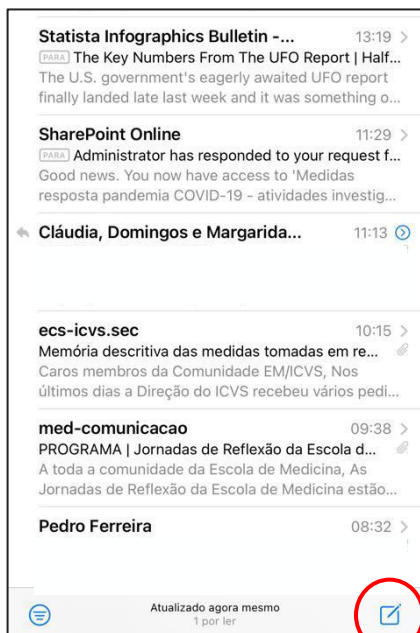 Statista Infographics Bulletin -... 13:19
PARA The Key Numbers From The UFO Report | Half...
The U.S. government's eagerly awaited UFO report
finally landed late last week and it was something o...
SharePoint Online 11:29
PARA Administrator has responded to your request f...
Good news. You now have access to 'Medidas
resposta pandemia COVID-19 - atividades investig...
Cláudia, Domingos e Margarida... 11:13
ecs-icvs.sec 10:15
Memória descritiva das medidas tomadas em re...
Caros membros da Comunidade EM/ICVS, Nos
últimos dias a Direção do ICVS recebeu vários pedi...
med-comunicacao 09:38
PROGRAMA | Jornadas de Reflexão da Escola d...
A toda a comunidade da Escola de Medicina, As
Jornadas de Reflexão da Escola de Medicina estão...
Pedro Ferreira 08:32
Atualizado agora mesmo
1 por ler